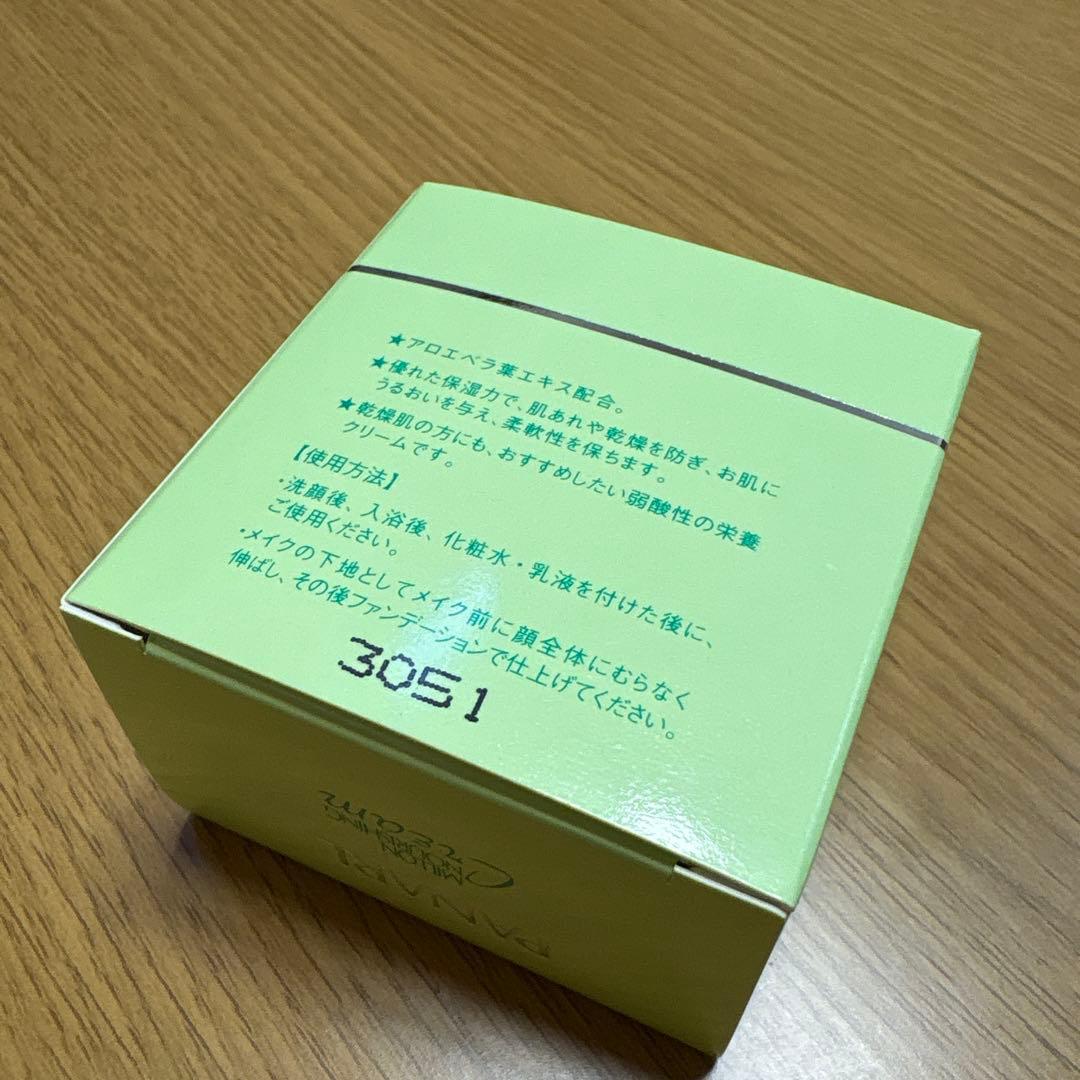 ★アロエベラ葉エキス配合。
★優れた保湿力で、肌あれや乾燥を防ぎ、お肌に
うるおいを与え、柔軟性を保ちます。
★乾燥肌の方にも、おすすめしたい弱酸性の栄養
クリームです。
【使用方法】
・洗顔後、入浴後、化粧水・乳液を付けた後に、
ご使用ください。
・メイクの下地としてメイク前に顔全体にむらなく
伸ばし、その後ファンデーションで仕上げてください。
3051
Cream